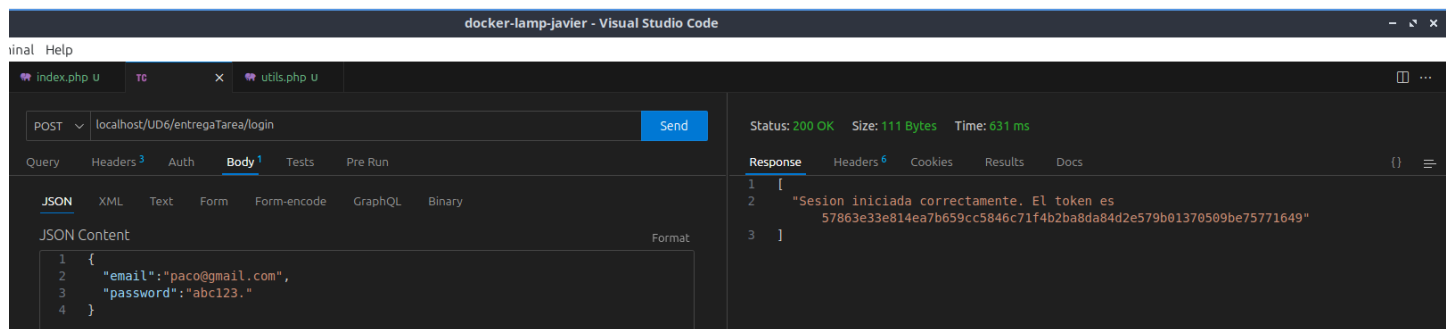 docker-lamp-javier - Visual Studio Code
minal Help
index.php U TC utils.php U
POST localhost/UD6/entregaTarea/login Send
Status: 200 OK Size: 111 Bytes Time: 631 ms
Query Headers 3 Auth Body 1 Tests Pre Run
Response Headers 6 Cookies Results Docs {}
JSON XML Text Form Form-encode GraphQL Binary
JSON Content Format
1 {
2 "email":"paco@gmail.com",
3 "password":"abc123."
4 }
1 [
2 "Sesion iniciada correctamente. El token es
57863e33e814ea7b659cc5846c71f4b2ba8da84d2e579b01370509be75771649"
3 ]